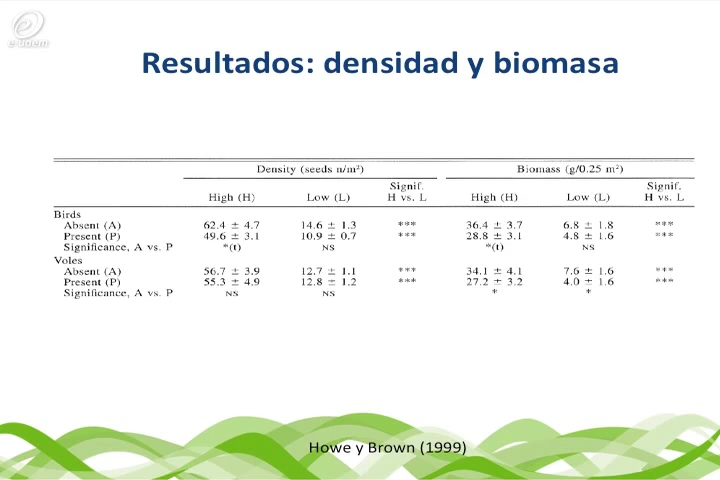 e-tidem
Resultados: densidad y biomasa
Density (seeds n/m²) Biomass (g/0.25 m²)
Signif. Signif.
High (H) Low (L) H vs. L High (H) Low (L) H vs. L
Birds
Absent (A) 62.4 ± 4.7 14.6 ± 1.3 *** 36.4 ± 3.7 6.8 ± 1.8 ***
Present (P) 49.6 ± 3.1 10.9 ± 0.7 *** 28.8 ± 3.1 4.8 ± 1.6 ***
Significance, A vs. P *(t) NS *(t) NS
Voles
Absent (A) 56.7 ± 3.9 12.7 ± 1.1 *** 34.1 ± 4.1 7.6 ± 1.6 ***
Present (P) 55.3 ± 4.9 12.8 ± 1.2 *** 27.2 ± 3.2 4.0 ± 1.6 ***
Significance, A vs. P NS NS * *
Howe y Brown (1999)